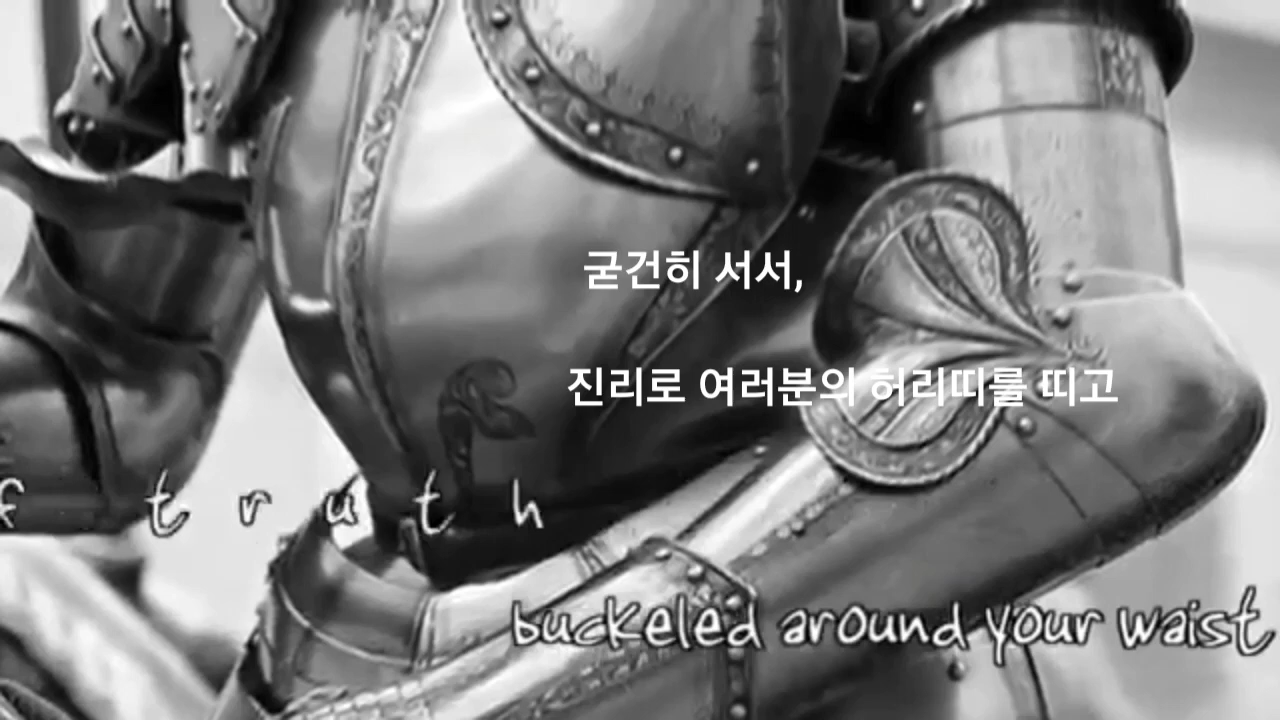 굳건히 서서,
진리로 여러분의 허리띠를 띠고
f truth
buckeled around your waist